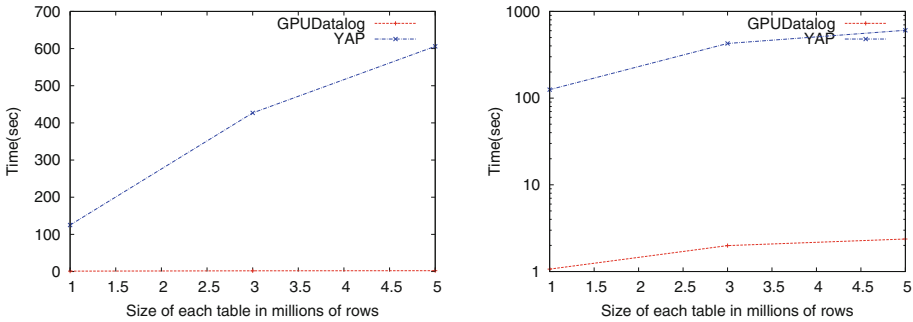 700
600
500
400
300
200
100
0
Time(sec)
GPUDatalog
YAP
1 1.5 2 2.5 3 3.5 4 4.5 5
Size of each table in millions of rows
1000
100
10
1
Time(sec)
GPUDatalog
YAP
1 1.5 2 2.5 3 3.5 4 4.5 5
Size of each table in millions of rows